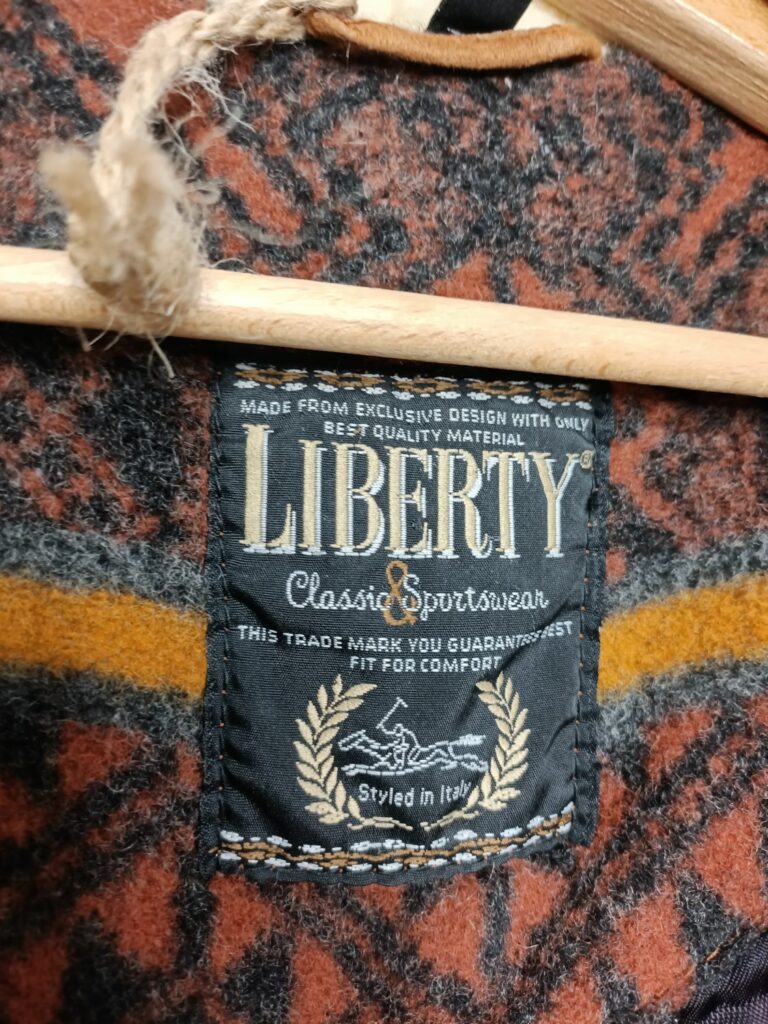 MADE FROM EXCLUSIVE DESIGN WITH ONLY
BEST QUALITY MATERIAL
LIBERTY®
Classic & Sportswear
THIS TRADE MARK YOU GUARANTEES BEST
FIT FOR COMFORT
Styled in Italy